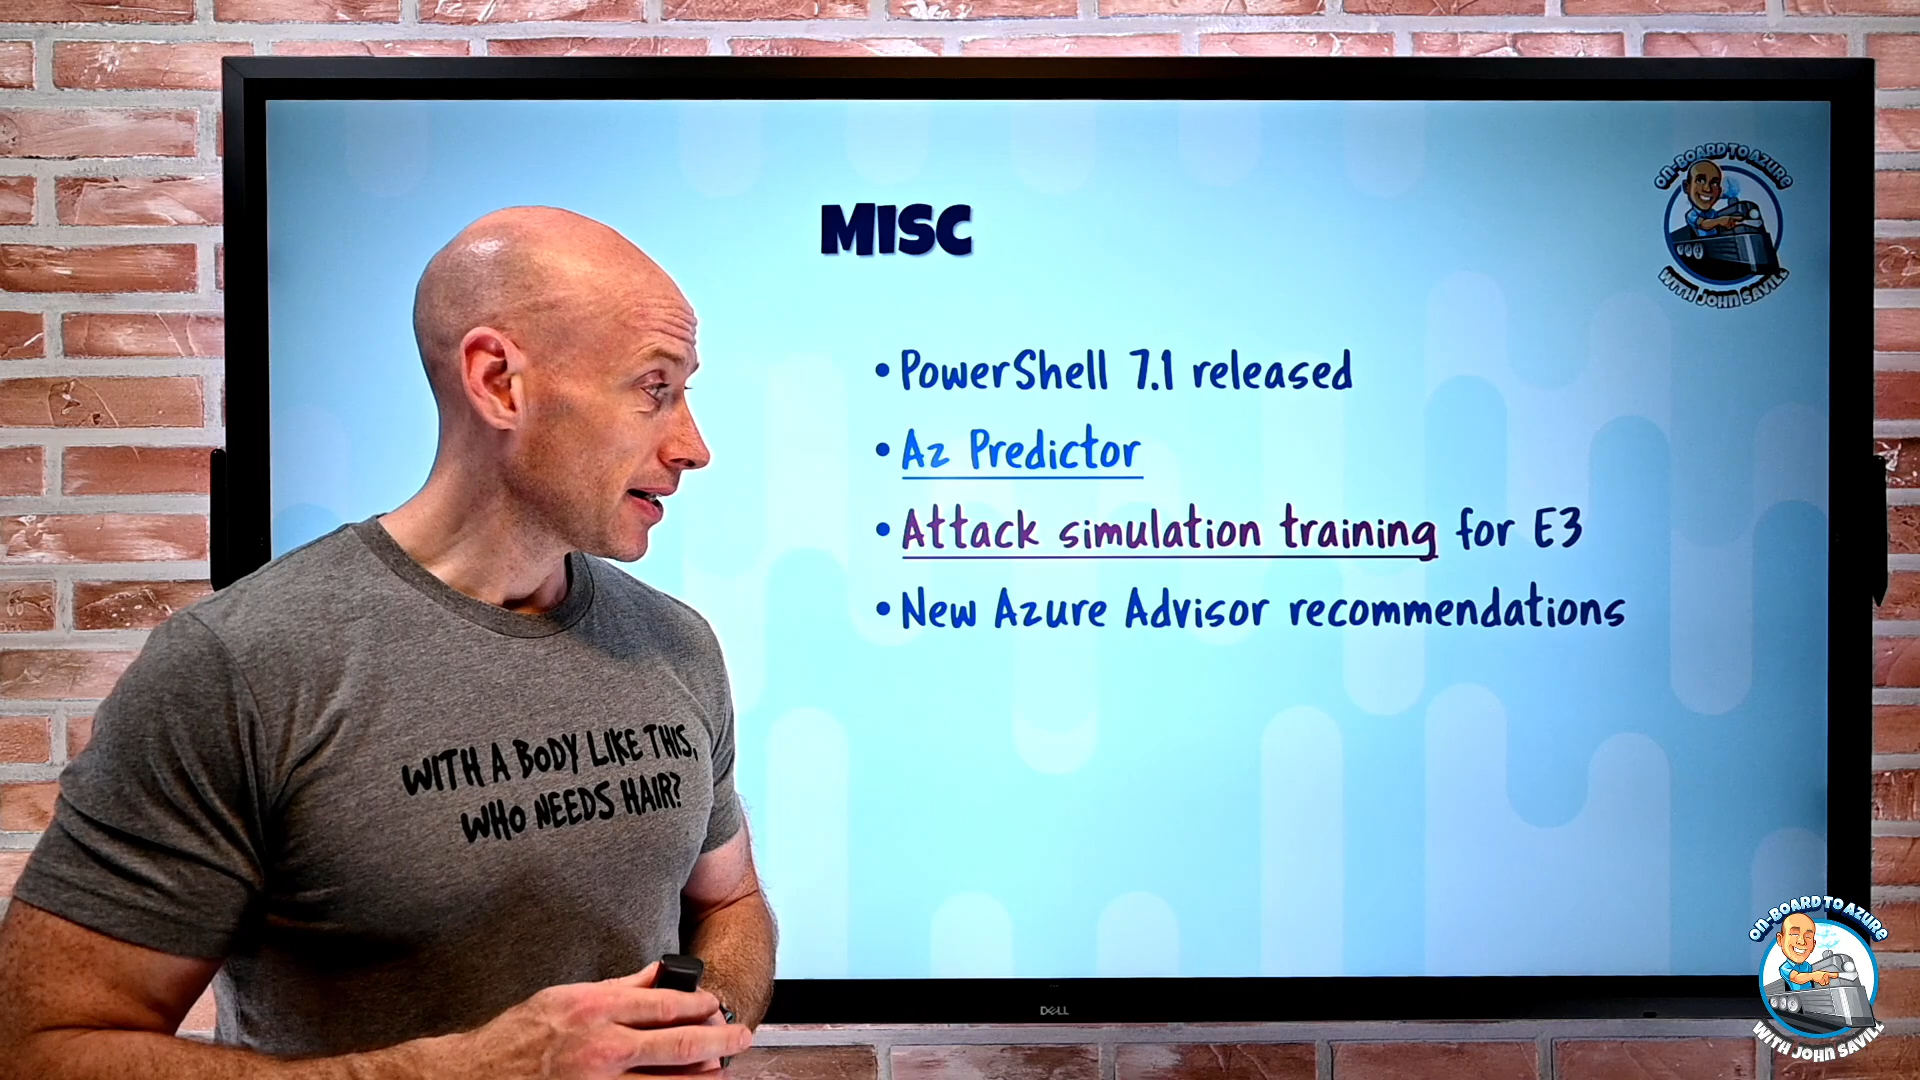 ON-BOARD TO AZURE
WITH JOHN SAVILL
MISC
• PowerShell 7.1 released
• Az Predictor
• Attack simulation training for E3
• New Azure Advisor recommendations
WITH A BODY LIKE THIS,
WHO NEEDS HAIR?
DELL
ON-BOARD TO AZURE
WITH JOHN SAVILL